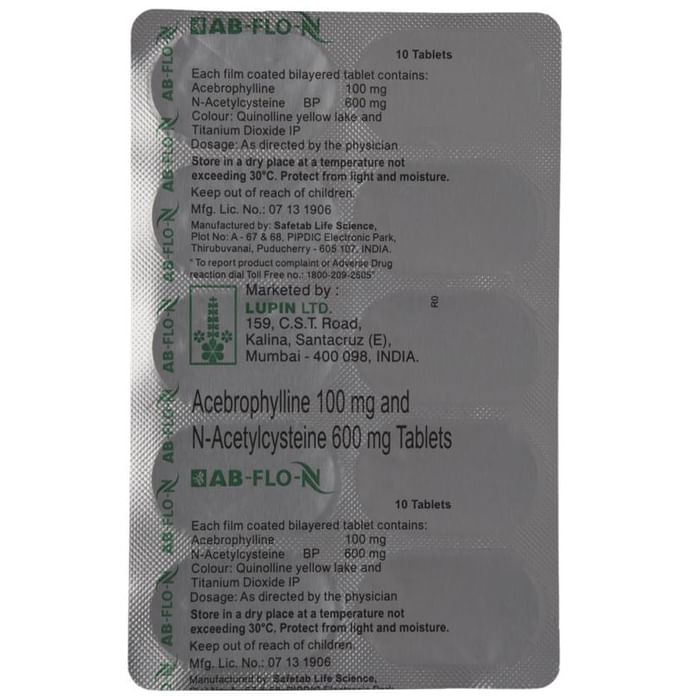 AB-FLO-N
10 Tablets
Each film coated bilayered tablet contains:
Acebrophylline 100 mg
N-Acetylcysteine BP 600 mg
Colour: Quinolline yellow lake and
Titanium Dioxide IP
Dosage: As directed by the physician
Store in a dry place at a temperature not
exceeding 30°C. Protect from light and moisture.
Keep out of reach of children.
Mfg. Lic. No.: 07 13 1906
Manufactured by: Safetab Life Science,
Plot No: A - 67 & 68, PIPDIC Electronic Park,
Thirubuvanai, Puducherry - 605 107, INDIA.
"To report product complaint or Adverse Drug
reaction dial Toll Free no.: 1800-209-2505"
Marketed by :
LUPIN LTD.
159, C.S.T. Road,
Kalina, Santacruz (E),
Mumbai - 400 098, INDIA.
R0
Acebrophylline 100 mg and
N-Acetylcysteine 600 mg Tablets
AB-FLO-N
10 Tablets
Each film coated bilayered tablet contains:
Acebrophylline 100 mg
N-Acetylcysteine BP 600 mg
Colour: Quinolline yellow lake and
Titanium Dioxide IP
Dosage: As directed by the physician
Store in a dry place at a temperature not
exceeding 30°C. Protect from light and moisture.
Keep out of reach of children.
Mfg. Lic. No.: 07 13 1906
Manufactured by: Safetab Life Science,
AB-FLO-N
AB-FLO-N
AB-FLO-N
AB-FLO-N
AB-FLO-N
AB-FLO-N
AB-FLO-N